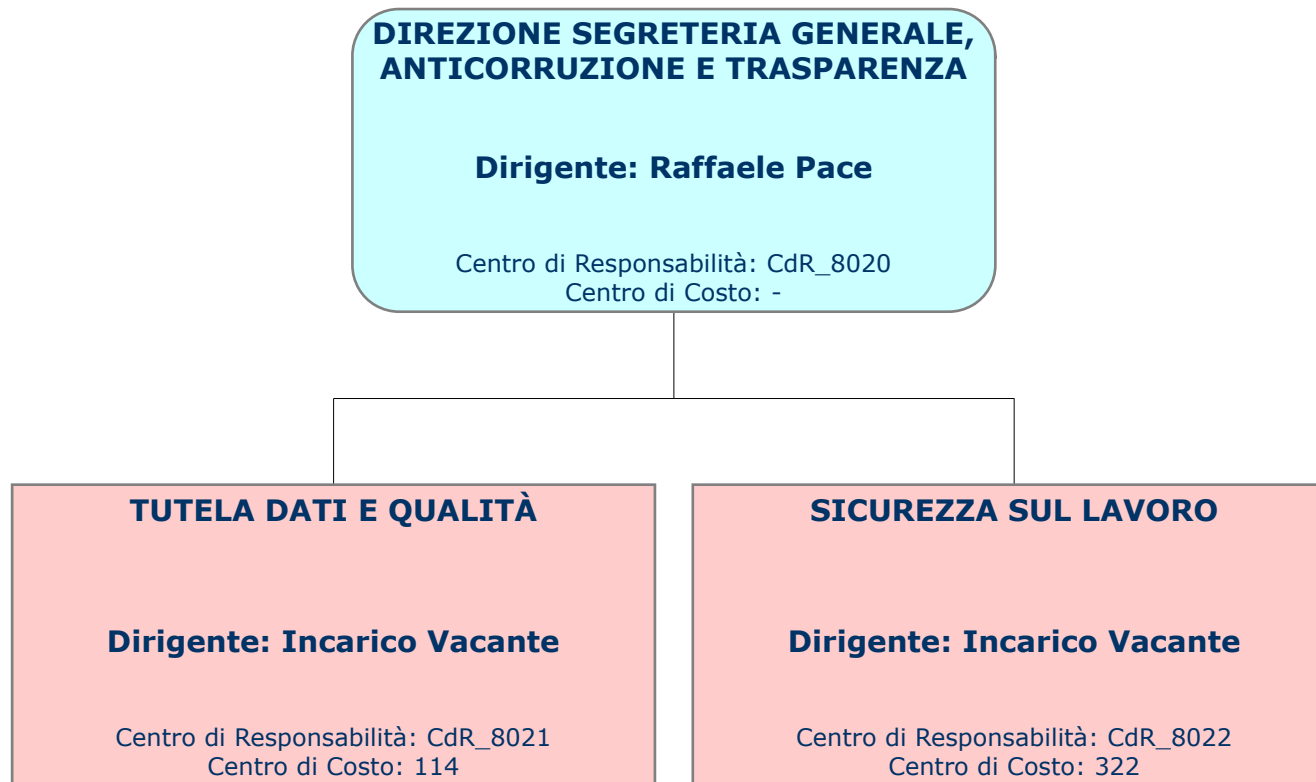 DIREZIONE SEGRETERIA GENERALE,
ANTICORRUZIONE E TRASPARENZA
Dirigente: Raffaele Pace
Centro di Responsabilità: CdR_8020
Centro di Costo: -
TUTELA DATI E QUALITÀ
Dirigente: Incarico Vacante
Centro di Responsabilità: CdR_8021
Centro di Costo: 114
SICUREZZA SUL LAVORO
Dirigente: Incarico Vacante
Centro di Responsabilità: CdR_8022
Centro di Costo: 322